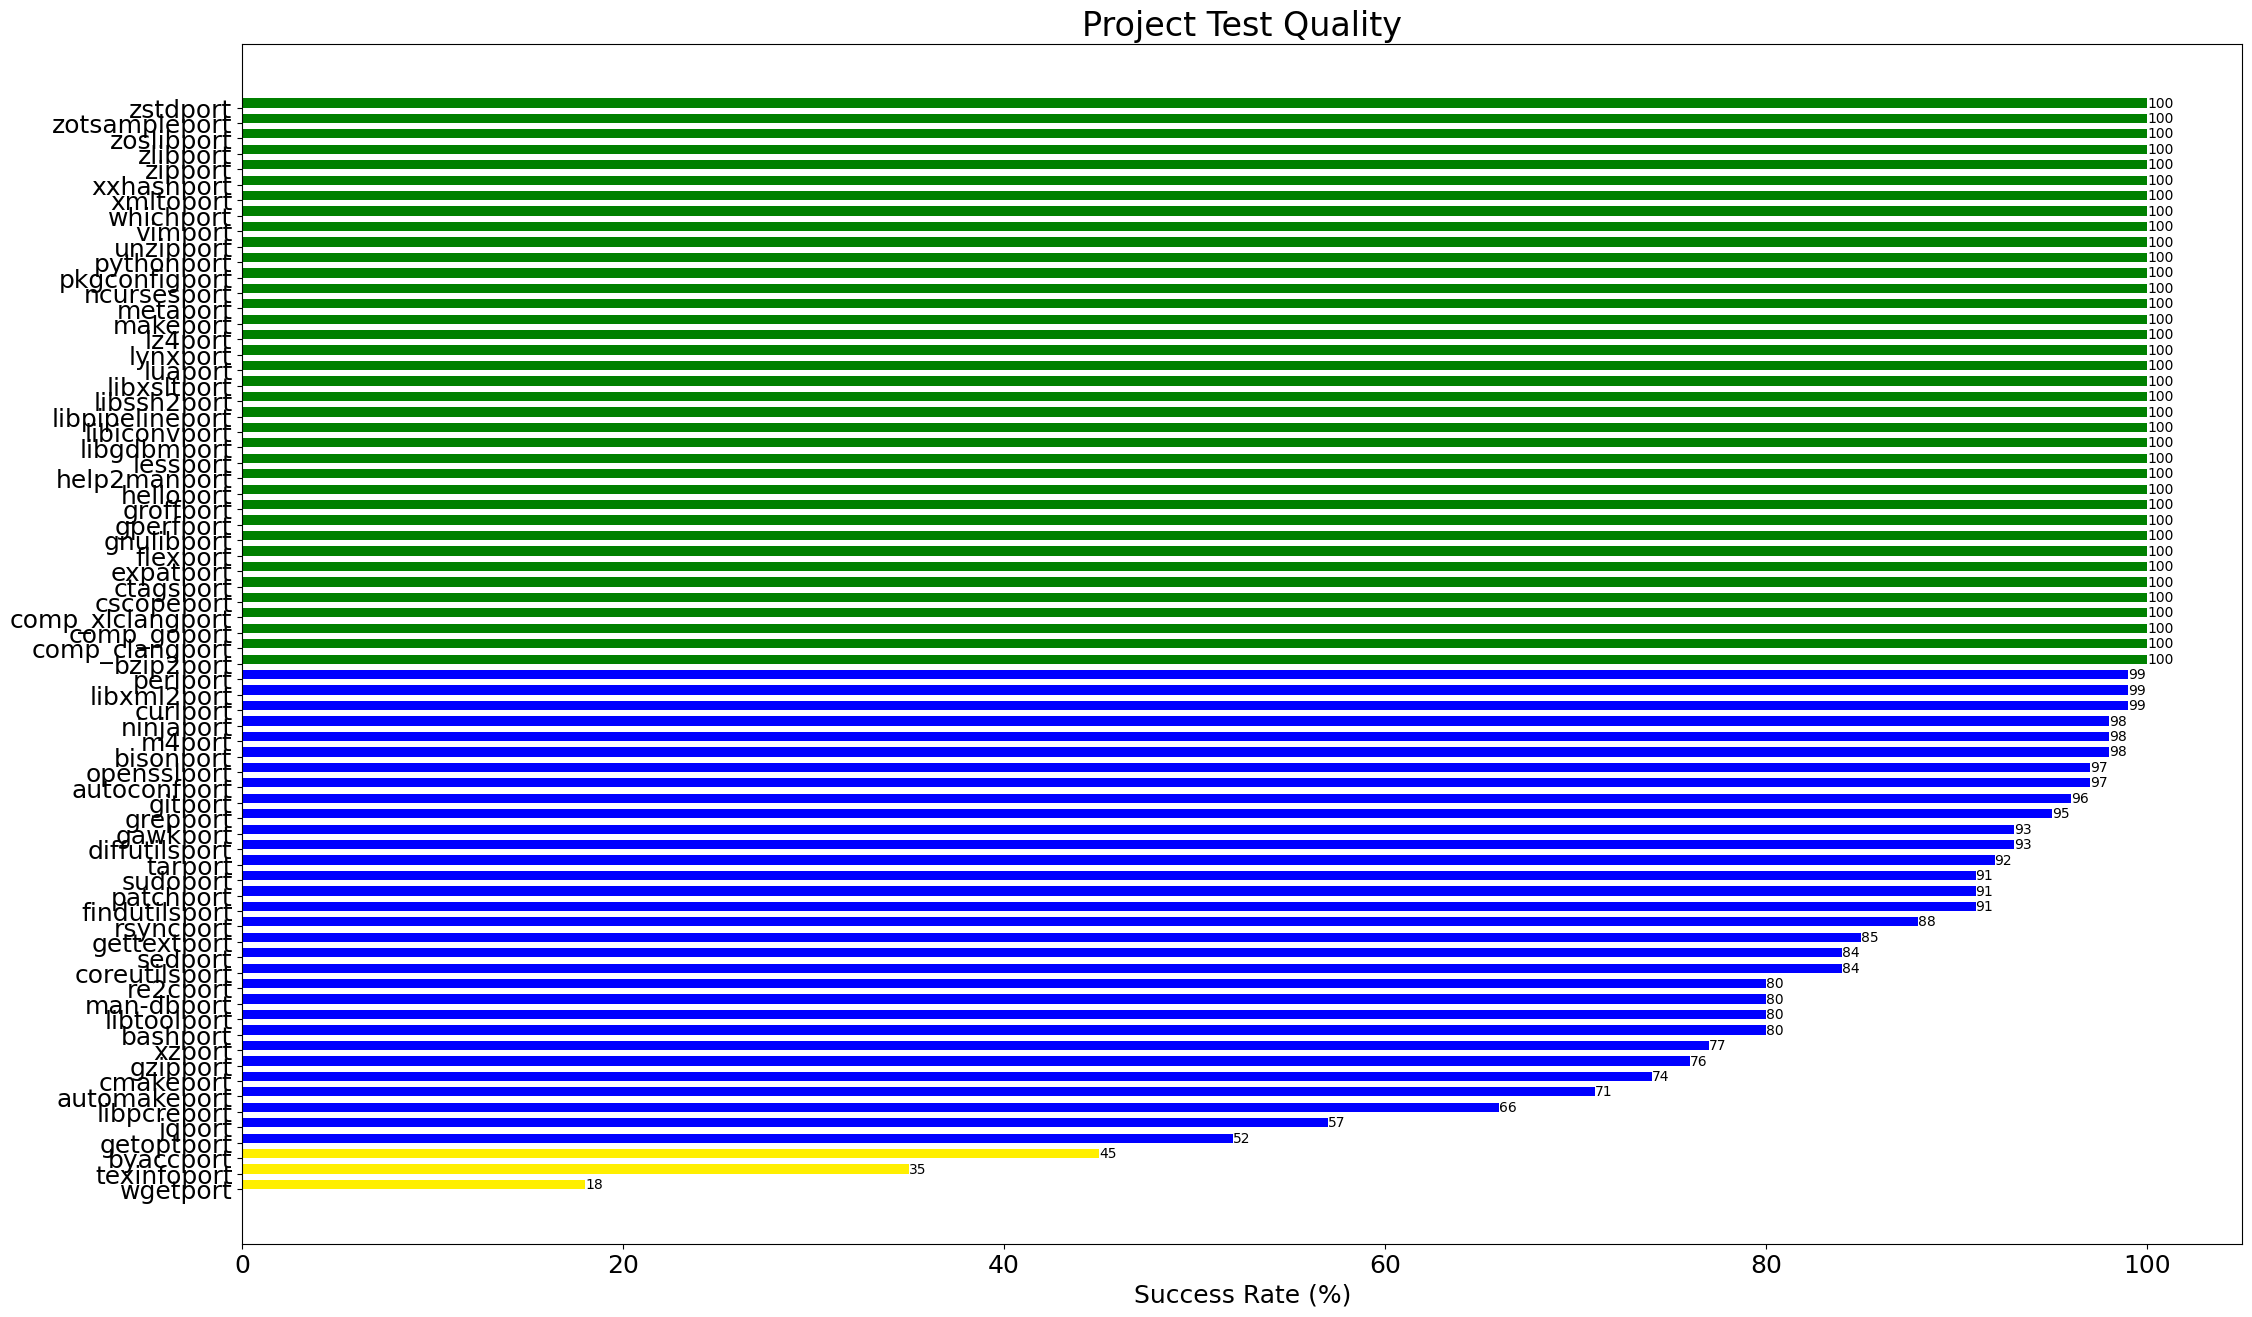 Project Test Quality
zstdport 100
zotsampleport 100
zoslibport 100
zlibport 100
zipport 100
xxhashport 100
xmltoport 100
whichport 100
vimport 100
unzipport 100
pythonport 100
pkgconfigport 100
ncursesport 100
metaport 100
makeport 100
lz4port 100
lynxport 100
luaport 100
libxsltport 100
libssh2port 100
libpipelineport 100
libiconvport 100
libgdbmport 100
lessport 100
help2manport 100
helloport 100
groffport 100
gperfport 100
gnulibport 100
flexport 100
expatport 100
ctagsport 100
cscopeport 100
comp_xlclangport 100
comp_goport 100
comp_clangport 100
bzip2port 100
perlport 99
libxml2port 99
curlport 99
ninjaport 98
m4port 98
bisonport 98
opensslport 97
autoconfport 97
gitport 96
grepport 95
gawkport 93
diffutilsport 93
tarport 92
sudoport 91
patchport 91
findutilsport 91
rsyncport 88
gettextport 85
sedport 84
coreutilsport 84
re2cport 80
man-dbport 80
libtoolport 80
bashport 80
xzport 77
gzipport 76
cmakeport 74
automakeport 71
libpcreport 66
jqport 57
getoptport 52
byaccport 45
texinfoport 35
wgetport 18
0 20 40 60 80 100
Success Rate (%)